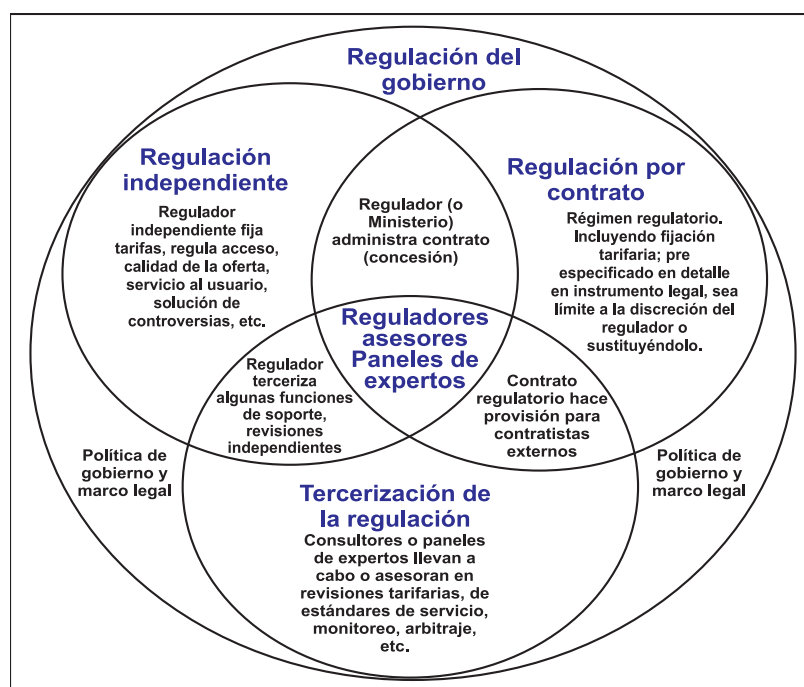 Regulación del
gobierno
Regulación
independiente
Regulador
independiente fija
tarifas, regula acceso,
calidad de la oferta,
servicio al usuario,
solución de
controversias, etc.
Regulador (o
Ministerio)
administra contrato
(concesión)
Regulación por
contrato
Régimen regulatorio.
Incluyendo fijación
tarifaria; pre
especificado en detalle
en instrumento legal, sea
límite a la discreción del
regulador o
sustituyéndolo.
Reguladores
asesores
Paneles de
expertos
Regulador
terceriza
algunas funciones
de soporte,
revisiones
independientes
Contrato
regulatorio hace
provisión para
contratistas
externos
Política de
gobierno y
marco legal
Política de
gobierno y
marco legal
Tercerización de
la regulación
Consultores o paneles
de expertos llevan a
cabo o asesoran en
revisiones tarifarias, de
estándares de servicio,
monitoreo, arbitraje,
etc.